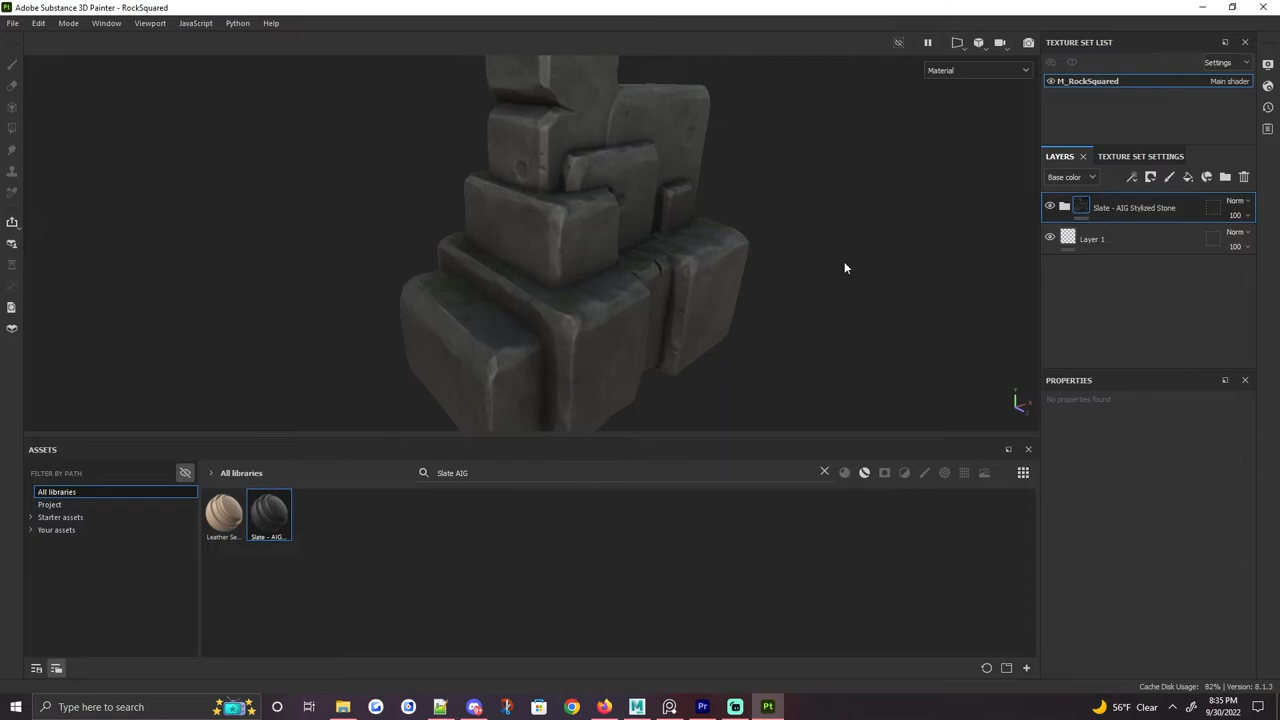 Adobe Substance 3D Painter - RockSquared
File Edit Mode Window Viewport JavaScript Python Help
Material
TEXTURE SET LIST
Settings
M_RockSquared Main shader
LAYERS TEXTURE SET SETTINGS
Base color
Slate - AIG Stylized Stone Norm
100
Layer 1 Norm
100
PROPERTIES
No properties found
ASSETS
FILTER BY PATH
All libraries
Project
Starter assets
Your assets
All libraries
Slate AIG
Leather Se... Slate - AIG...
Cache Disk Usage: 82% | Version: 8.1.3
Type here to search
56°F Clear
8:35 PM
9/30/2022